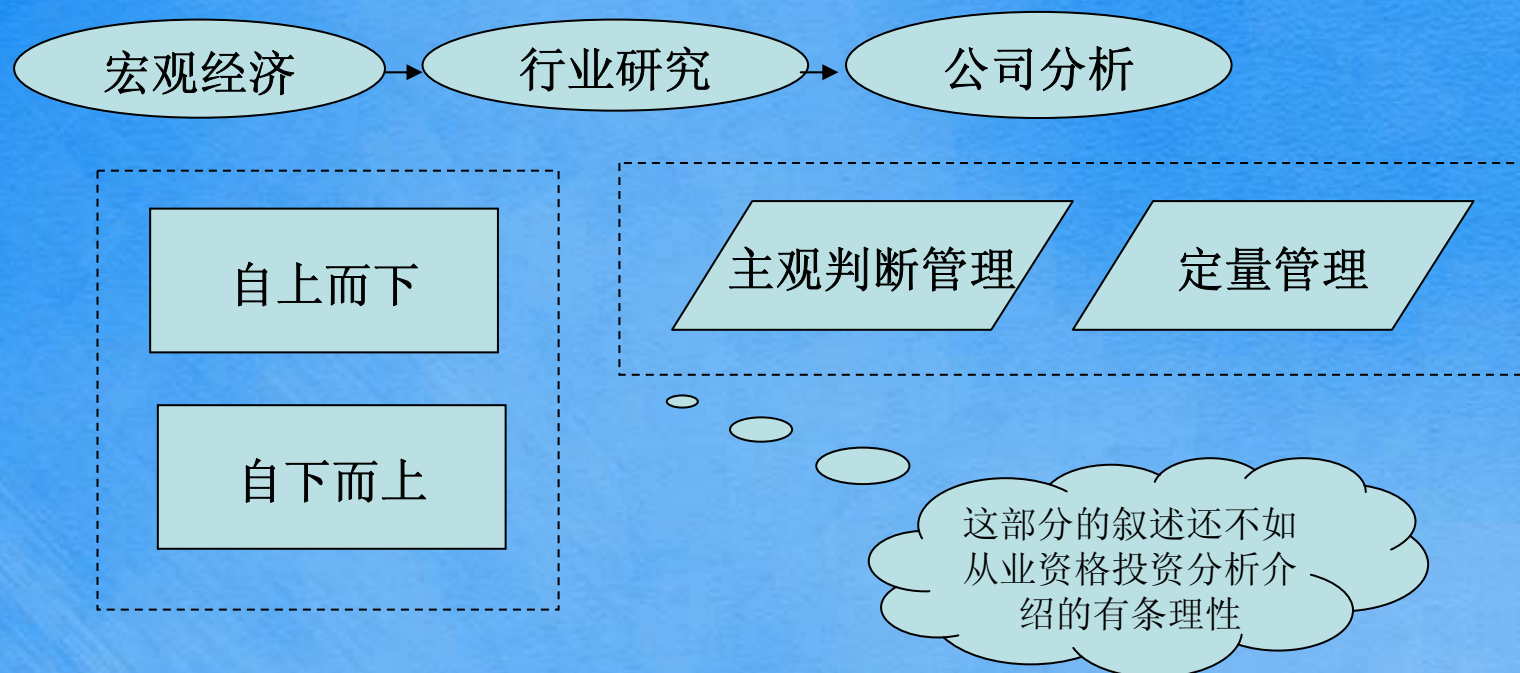 宏观经济
行业研究
公司分析
自上而下
自下而上
主观判断管理
定量管理
这部分的叙述还不如
从业资格投资分析介
绍的有条理性